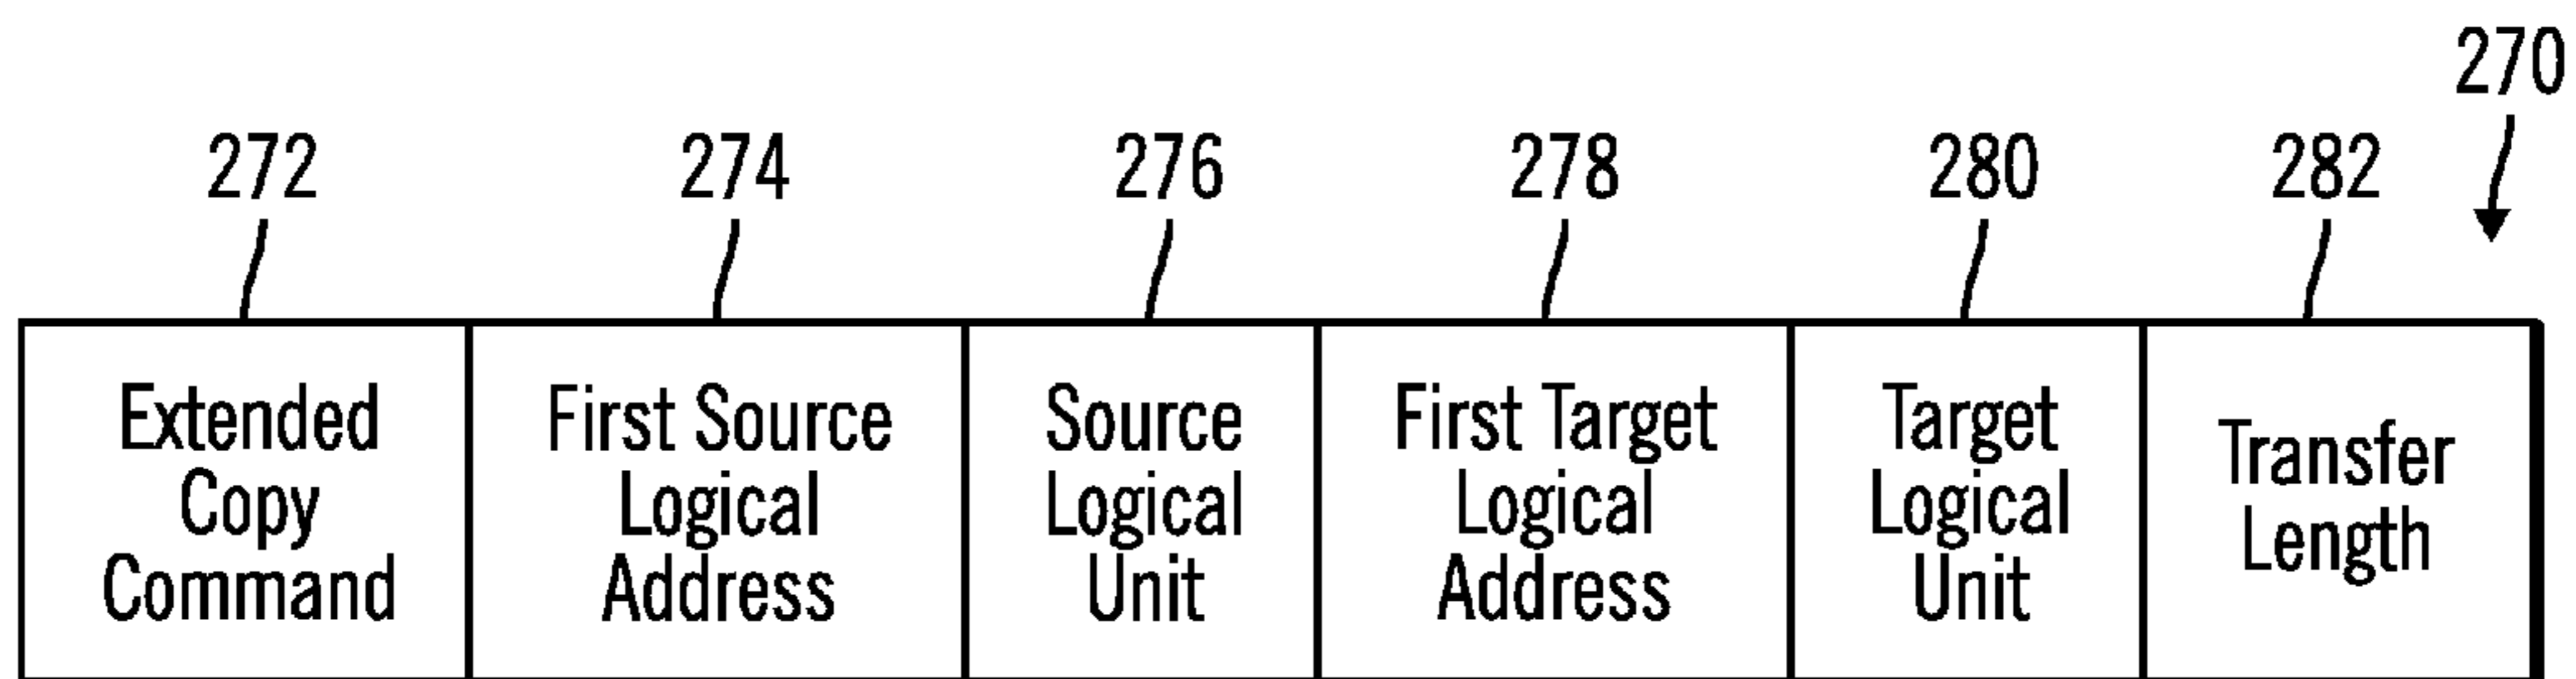 270
272 274 276 278 280 282
Extended
Copy
Command
First Source
Logical
Address
Source
Logical
Unit
First Target
Logical
Address
Target
Logical
Unit
Transfer
Length